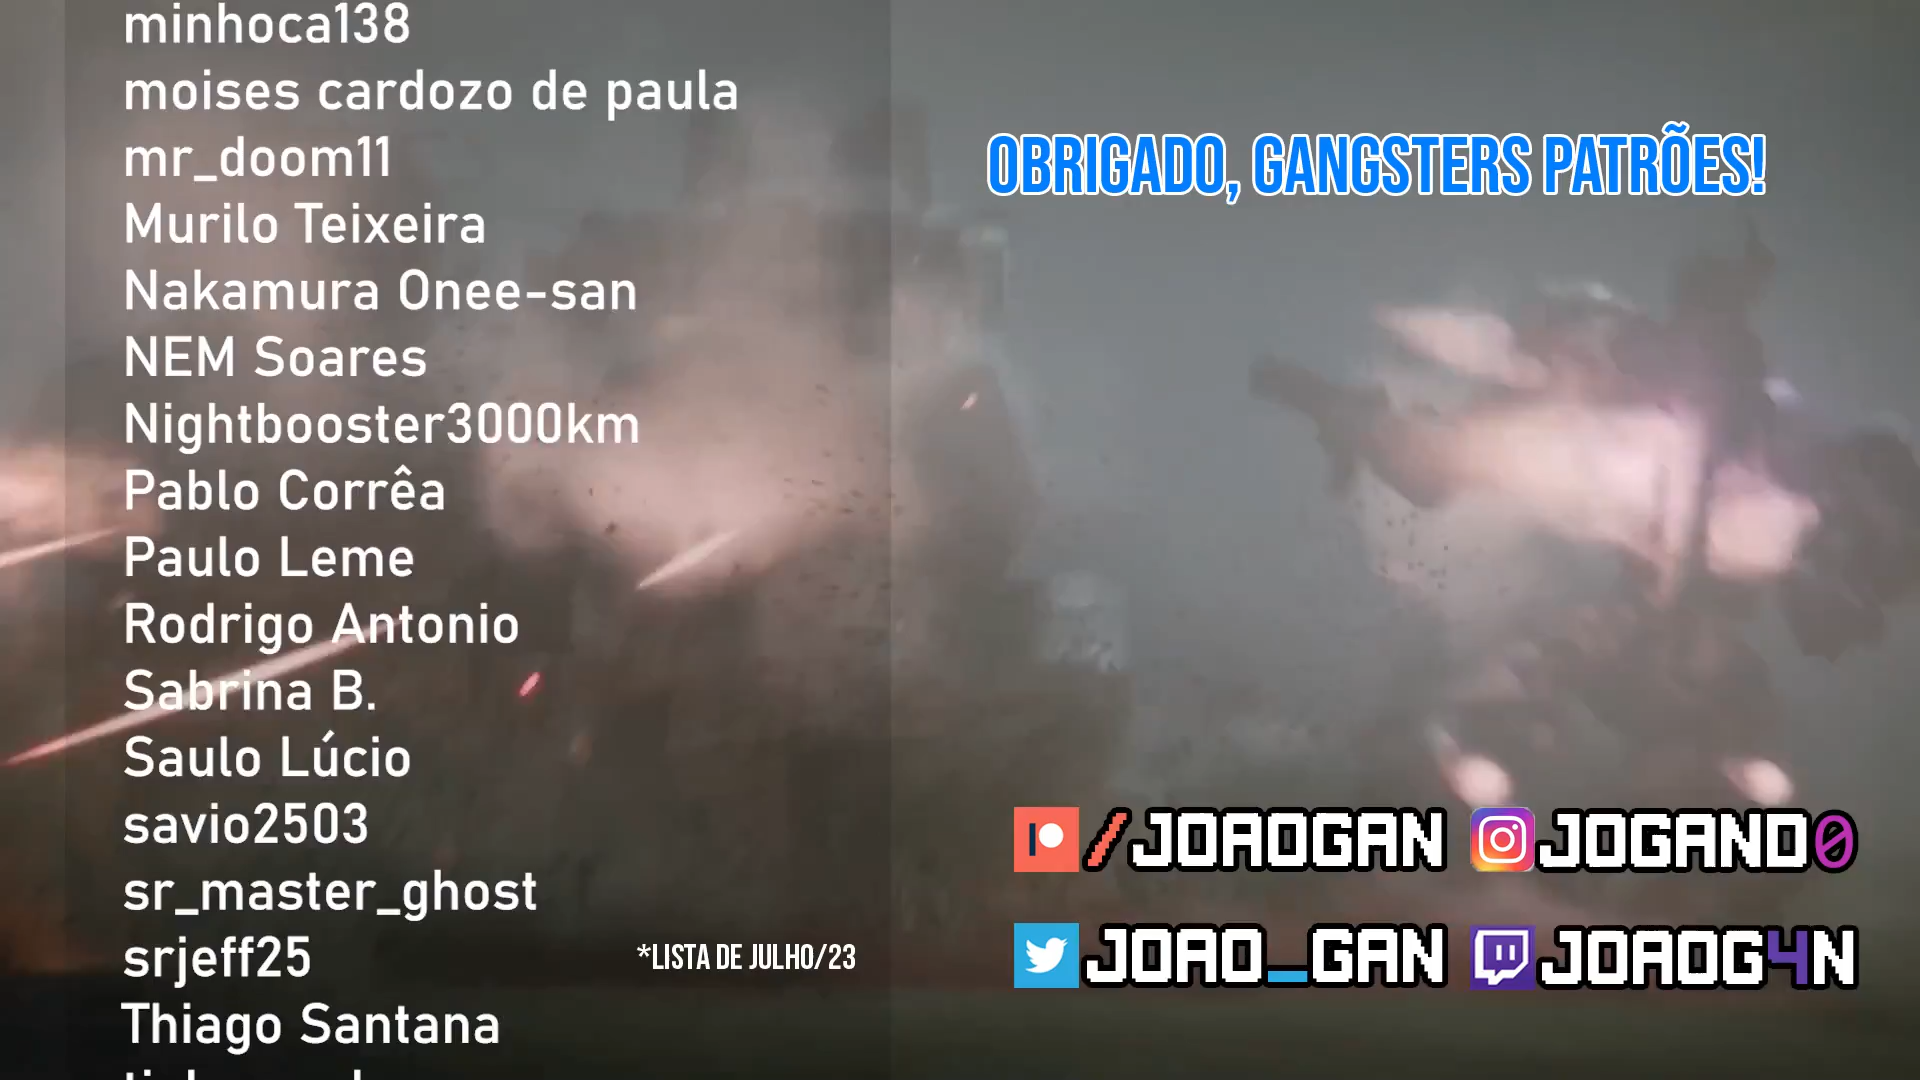 minhoca138
moises cardozo de paula
mr_doom11
Murilo Teixeira
Nakamura Onee-san
NEM Soares
Nightbooster3000km
Pablo Corrêa
Paulo Leme
Rodrigo Antonio
Sabrina B.
Saulo Lúcio
savio2503
sr_master_ghost
srjeff25
Thiago Santana
*LISTA DE JULHO/23
OBRIGADO, GANGSTERS PATRÕES!
/JOAOGAN
JOGAND0
JOAO_GAN
JOAOG4N